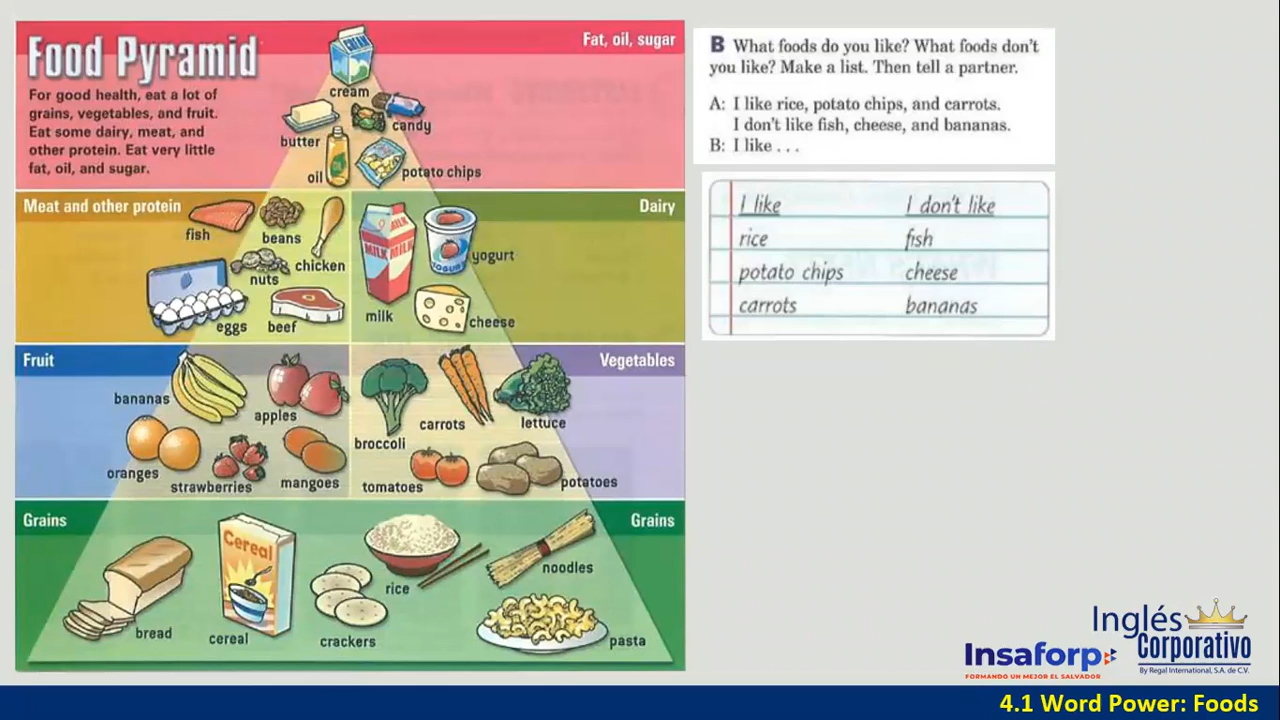 Food Pyramid
For good health, eat a lot of
grains, vegetables, and fruit.
Eat some dairy, meat, and
other protein. Eat very little
fat, oil, and sugar.
Fat, oil, sugar
CREAM
cream
butter
candy
oil
potato chips
Meat and other protein
fish
beans
chicken
nuts
eggs
beef
Dairy
MILK
MILK
MILK
YOGURT
yogurt
milk
cheese
Fruit
bananas
apples
oranges
strawberries
mangoes
Vegetables
broccoli
carrots
lettuce
tomatoes
potatoes
Grains
Grains
bread
Cereal
cereal
crackers
rice
noodles
pasta
B What foods do you like? What foods don't
you like? Make a list. Then tell a partner.
A: I like rice, potato chips, and carrots.
I don't like fish, cheese, and bananas.
B: I like . . .
I like I don't like
rice fish
potato chips cheese
carrots bananas
Insaforp
FORMANDO UN MEJOR EL SALVADOR
Inglés
Corporativo
By Regal International, S.A. de C.V.
4.1 Word Power: Foods